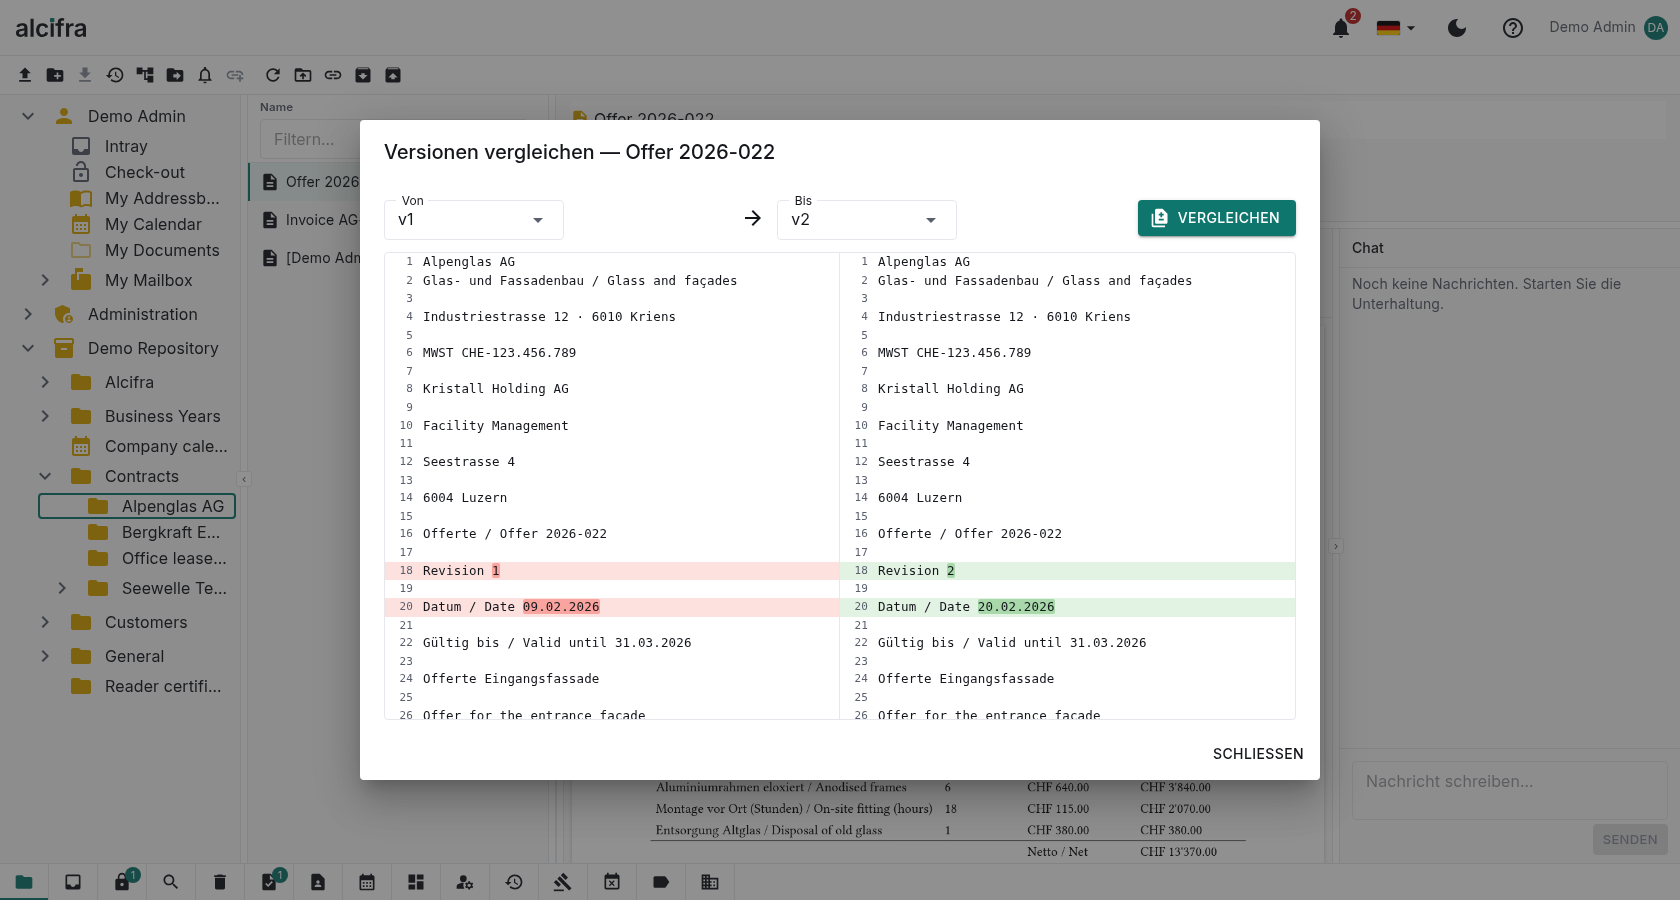 alcifra
2
Demo Admin
DA
Demo Admin
Intray
Check-out
My Addressb...
My Calendar
My Documents
My Mailbox
Administration
Demo Repository
Alcifra
Business Years
Company cale...
Contracts
Alpenglas AG
Bergkraft E...
Office lease...
Seewelle Te...
Customers
General
Reader certifi...
Name
Filtern...
Offer 2026
Invoice AG
[Demo Adn
Offer 2026-022
Versionen vergleichen — Offer 2026-022
Von
v1
Bis
v2
VERGLEICHEN
1 Alpenglas AG
2 Glas- und Fassadenbau / Glass and façades
3
4 Industriestrasse 12 · 6010 Kriens
5
6 MWST CHE-123.456.789
7
8 Kristall Holding AG
9
10 Facility Management
11
12 Seestrasse 4
13
14 6004 Luzern
15
16 Offerte / Offer 2026-022
17
18 Revision 1
19
20 Datum / Date 09.02.2026
21
22 Gültig bis / Valid until 31.03.2026
23
24 Offerte Eingangsfassade
25
26 Offer for the entrance facade
1 Alpenglas AG
2 Glas- und Fassadenbau / Glass and façades
3
4 Industriestrasse 12 · 6010 Kriens
5
6 MWST CHE-123.456.789
7
8 Kristall Holding AG
9
10 Facility Management
11
12 Seestrasse 4
13
14 6004 Luzern
15
16 Offerte / Offer 2026-022
17
18 Revision 2
19
20 Datum / Date 20.02.2026
21
22 Gültig bis / Valid until 31.03.2026
23
24 Offerte Eingangsfassade
25
26 Offer for the entrance facade
SCHLIESSEN
Aluminiumrahmen eloxiert / Anodised frames 6 CHF 640.00 CHF 3'840.00
Montage vor Ort (Stunden) / On-site fitting (hours) 18 CHF 115.00 CHF 2'070.00
Entsorgung Altglas / Disposal of old glass 1 CHF 380.00 CHF 380.00
Netto / Net CHF 13'370.00
Chat
Noch keine Nachrichten. Starten Sie die
Unterhaltung.
Nachricht schreiben...
SENDEN
1
1